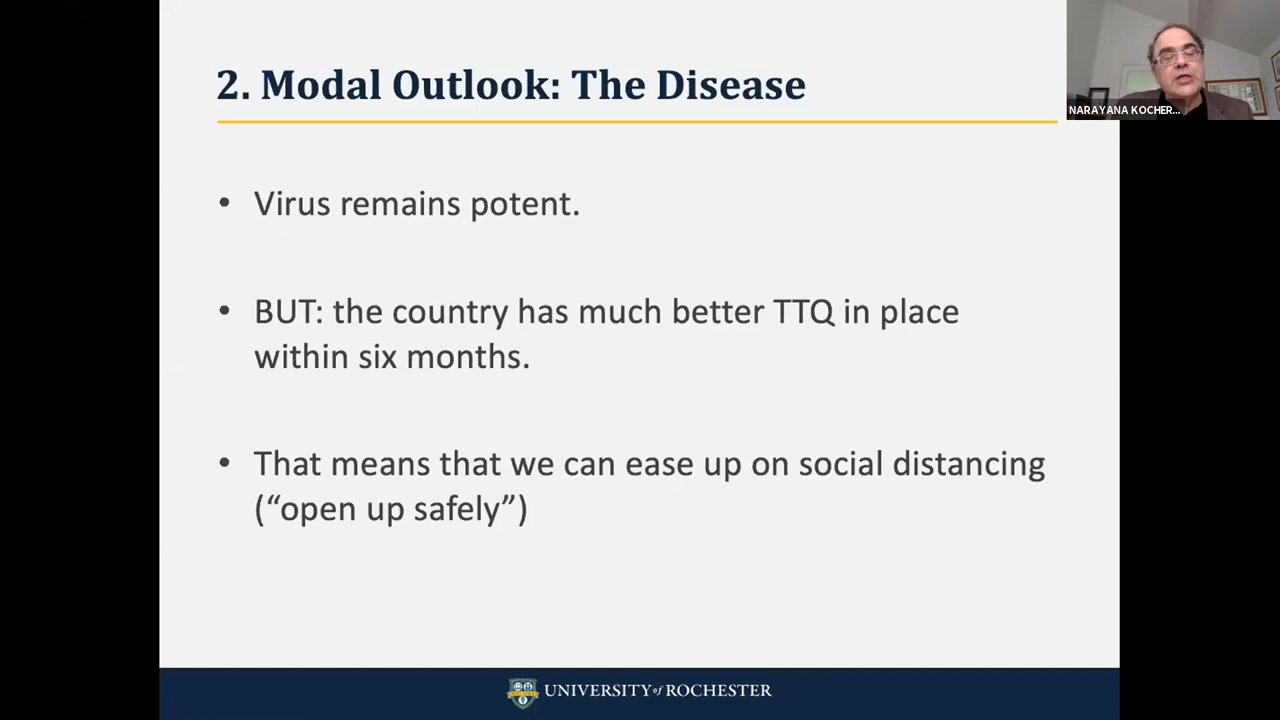 2. Modal Outlook: The Disease
NARAYANA KOCHER...
• Virus remains potent.
• BUT: the country has much better TTQ in place
within six months.
• That means that we can ease up on social distancing
(“open up safely”)
UNIVERSITY of ROCHESTER